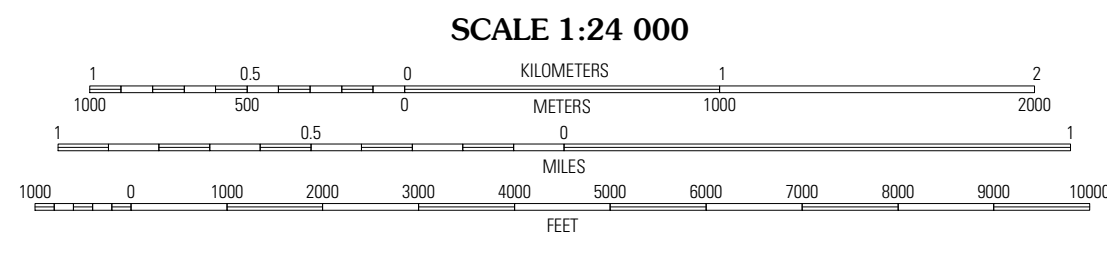 SCALE 1:24 000
1 0.5 0 KILOMETERS 1 2
1000 500 0 METERS 1000 2000
1 0.5 0 1
MILES
1000 0 1000 2000 3000 4000 5000 6000 7000 8000 9000 10000
FEET